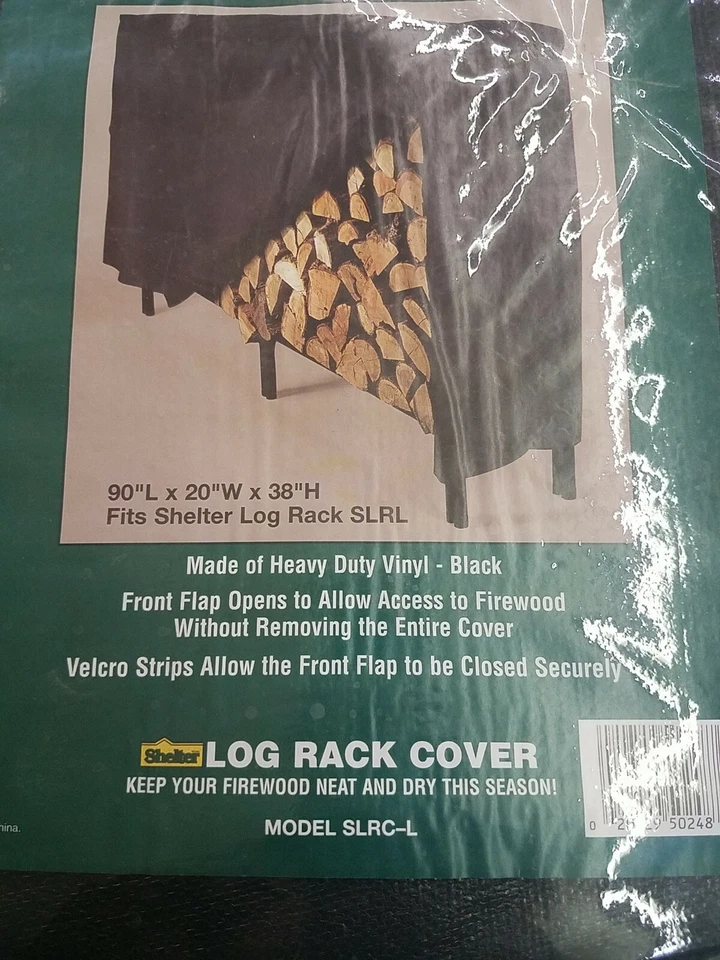 90"L x 20"W x 38"H
Fits Shelter Log Rack SLRL
Made of Heavy Duty Vinyl - Black
Front Flap Opens to Allow Access to Firewood
Without Removing the Entire Cover
Velcro Strips Allow the Front Flap to be Closed Securely
Shelter LOG RACK COVER
KEEP YOUR FIREWOOD NEAT AND DRY THIS SEASON!
MODEL SLRC–L
hina.
0 50248